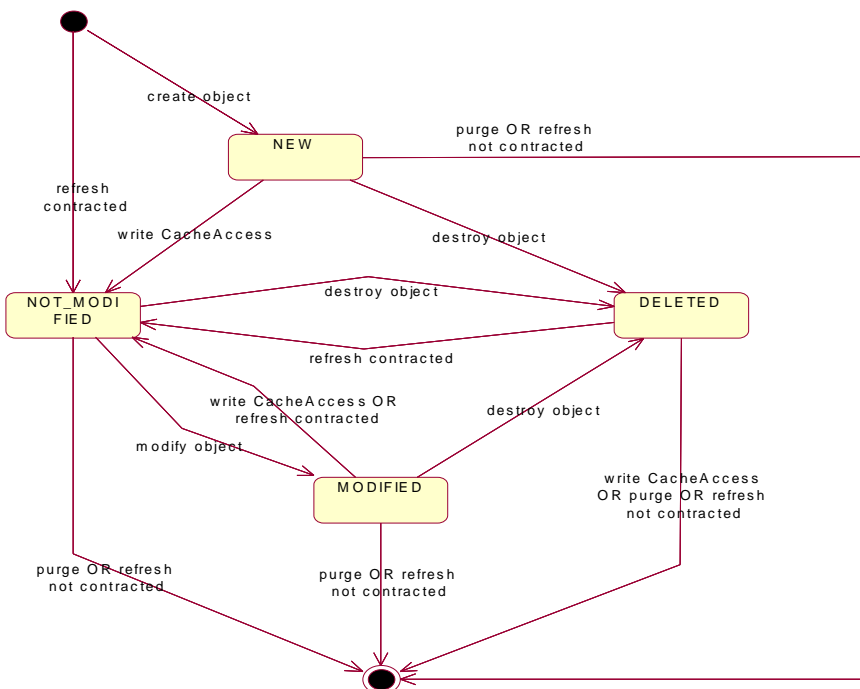 create object
NEW
purge OR refresh
not contracted
refresh
contracted
write CacheAccess
destroy object
NOT_MODI
FIED
destroy object
DELETED
refresh contracted
write CacheAccess OR
refresh contracted
destroy object
modify object
MODIFIED
write CacheAccess
OR purge OR refresh
not contracted
purge OR refresh
not contracted
purge OR refresh
not contracted